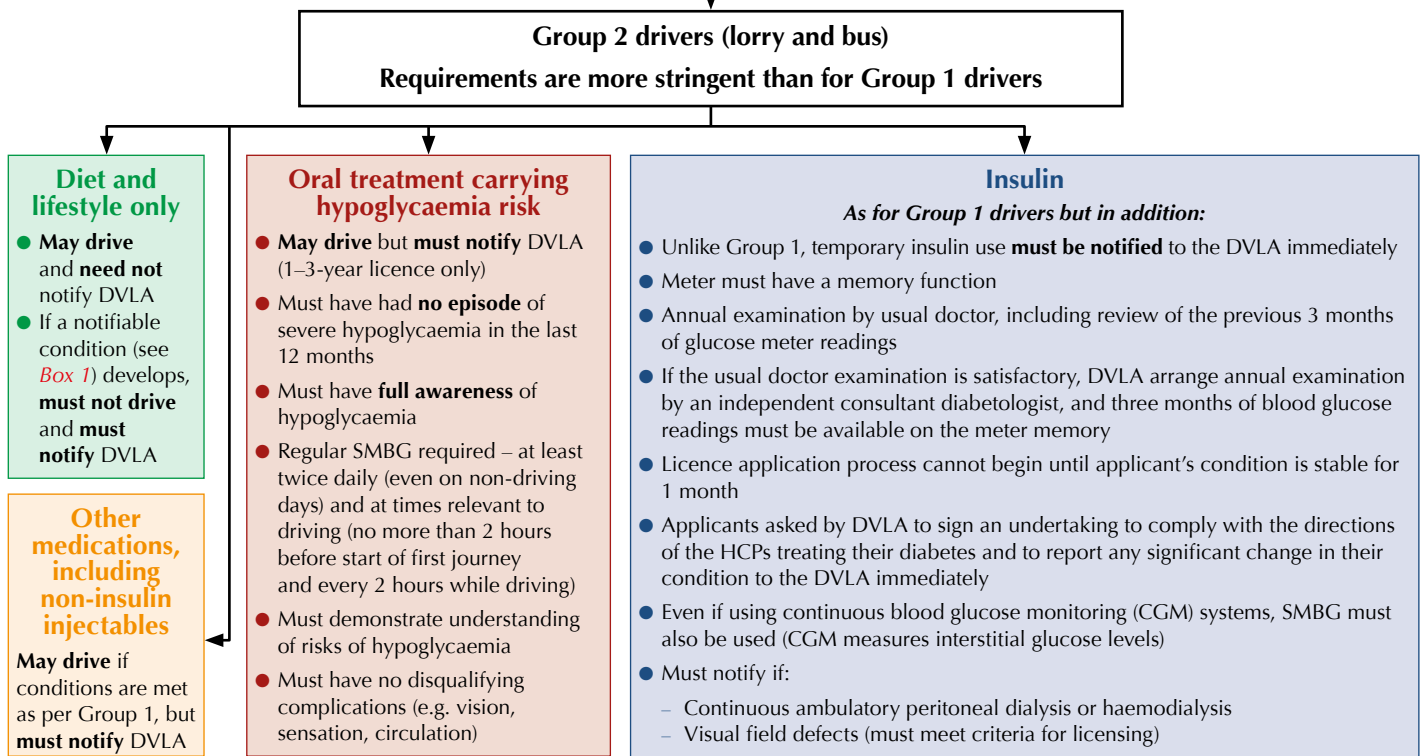 Group 2 drivers (lorry and bus)
Requirements are more stringent than for Group 1 drivers
Diet and
lifestyle only
● May drive
and need not
notify DVLA
● If a notifiable
condition (see
Box 1) develops,
must not drive
and must
notify DVLA
Other
medications,
including
non-insulin
injectables
May drive if
conditions are met
as per Group 1, but
must notify DVLA
Oral treatment carrying
hypoglycaemia risk
● May drive but must notify DVLA
(1–3-year licence only)
● Must have had no episode of
severe hypoglycaemia in the last
12 months
● Must have full awareness of
hypoglycaemia
● Regular SMBG required – at least
twice daily (even on non-driving
days) and at times relevant to
driving (no more than 2 hours
before start of first journey
and every 2 hours while driving)
● Must demonstrate understanding
of risks of hypoglycaemia
● Must have no disqualifying
complications (e.g. vision,
sensation, circulation)
Insulin
As for Group 1 drivers but in addition:
● Unlike Group 1, temporary insulin use must be notified to the DVLA immediately
● Meter must have a memory function
● Annual examination by usual doctor, including review of the previous 3 months
of glucose meter readings
● If the usual doctor examination is satisfactory, DVLA arrange annual examination
by an independent consultant diabetologist, and three months of blood glucose
readings must be available on the meter memory
● Licence application process cannot begin until applicant's condition is stable for
1 month
● Applicants asked by DVLA to sign an undertaking to comply with the directions
of the HCPs treating their diabetes and to report any significant change in their
condition to the DVLA immediately
● Even if using continuous blood glucose monitoring (CGM) systems, SMBG must
also be used (CGM measures interstitial glucose levels)
● Must notify if:
– Continuous ambulatory peritoneal dialysis or haemodialysis
– Visual field defects (must meet criteria for licensing)